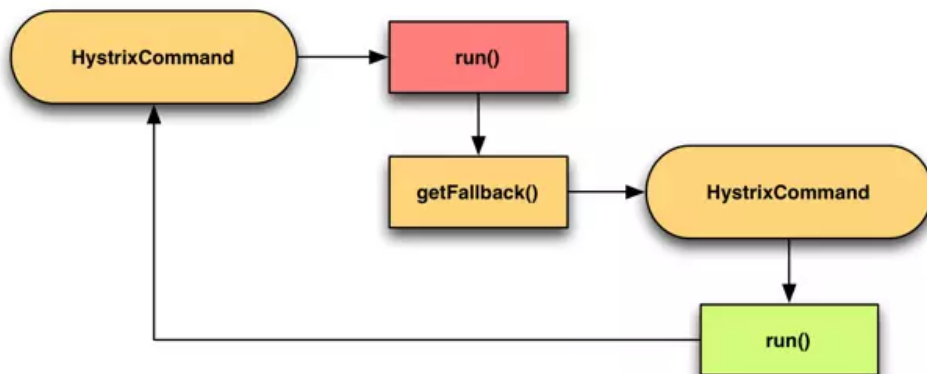 HystrixCommand
run()
getFallback()
HystrixCommand
run()